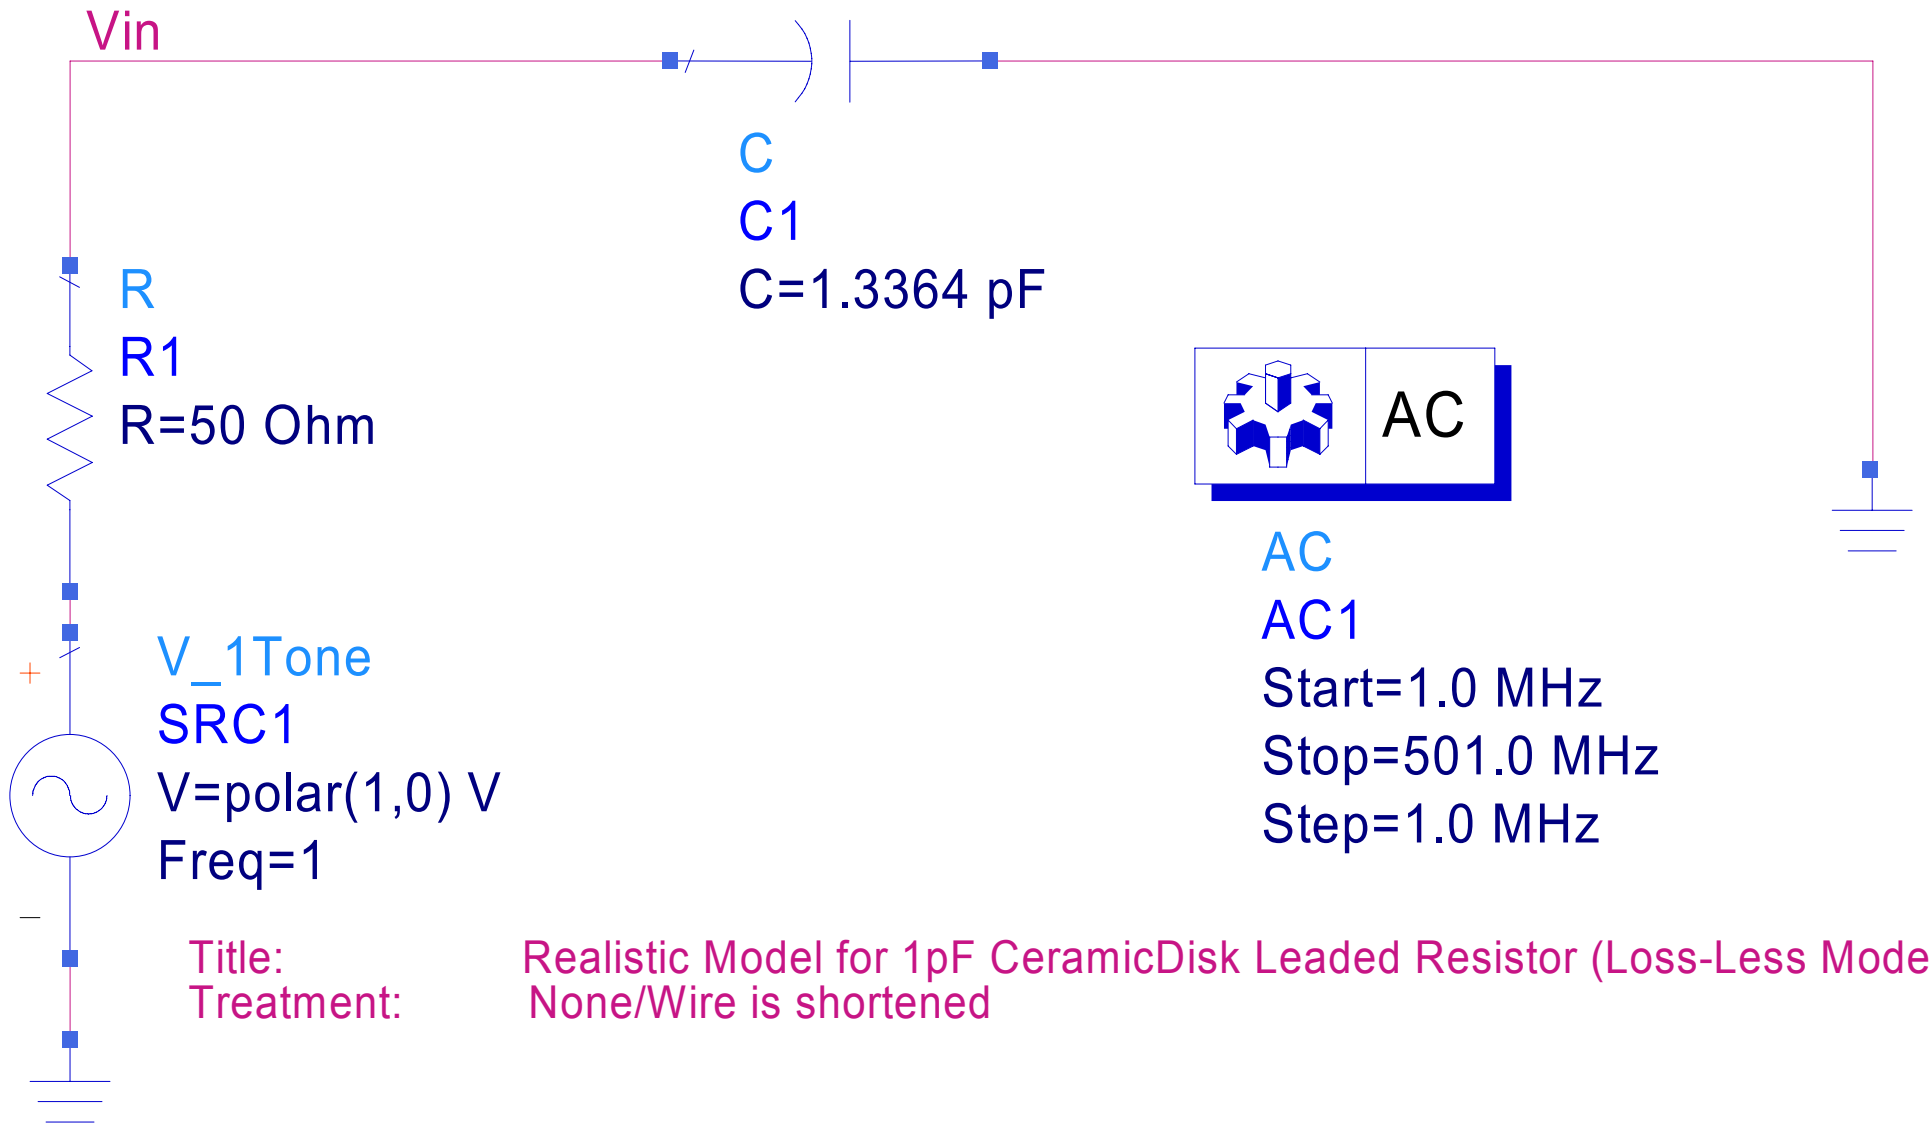 Vin
C
C1
C=1.3364 pF
R
R1
R=50 Ohm
AC
AC
AC1
Start=1.0 MHz
Stop=501.0 MHz
Step=1.0 MHz
V_1Tone
SRC1
V=polar(1,0) V
Freq=1
Title: Realistic Model for 1pF CeramicDisk Leaded Resistor (Loss-Less Mode
Treatment: None/Wire is shortened